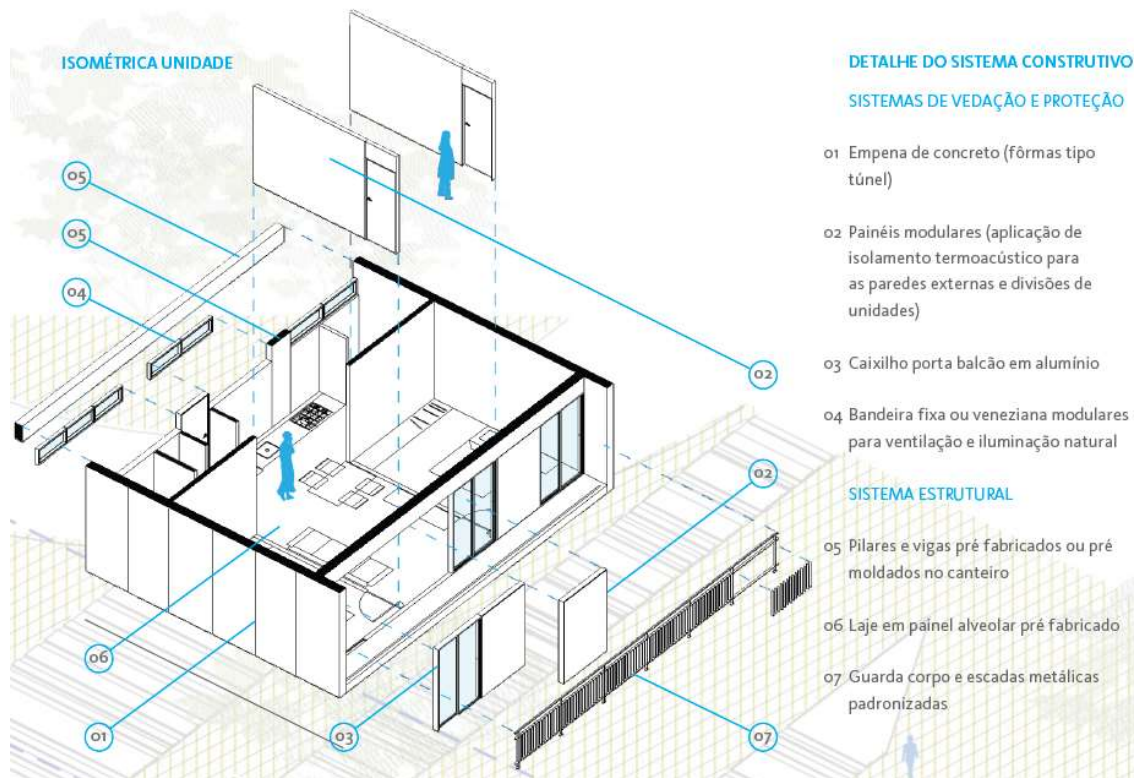 ISOMÉTRICA UNIDADE
05
05
04
02
02
06
01
03
07
DETALHE DO SISTEMA CONSTRUTIVO
SISTEMAS DE VEDAÇÃO E PROTEÇÃO
01 Empena de concreto (fôrmas tipo
túnel)
02 Painéis modulares (aplicação de
isolamento termoacústico para
as paredes externas e divisões de
unidades)
03 Caixilho porta balcão em alumínio
04 Bandeira fixa ou veneziana modulares
para ventilação e iluminação natural
SISTEMA ESTRUTURAL
05 Pilares e vigas pré fabricados ou pré
moldados no canteiro
06 Laje em painel alveolar pré fabricado
07 Guarda corpo e escadas metálicas
padronizadas